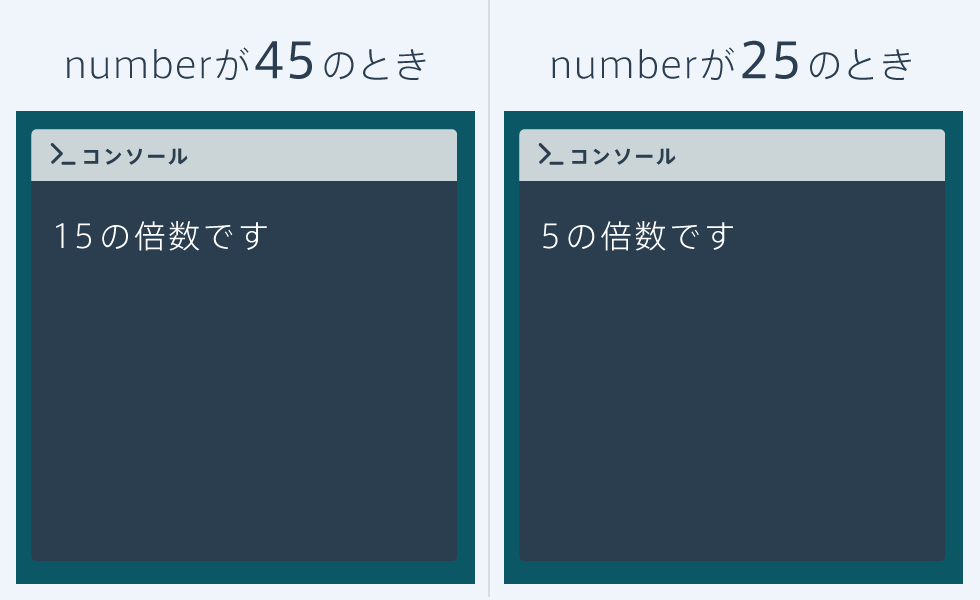 numberが45のとき
コンソール
15の倍数です
numberが25のとき
コンソール
5の倍数です